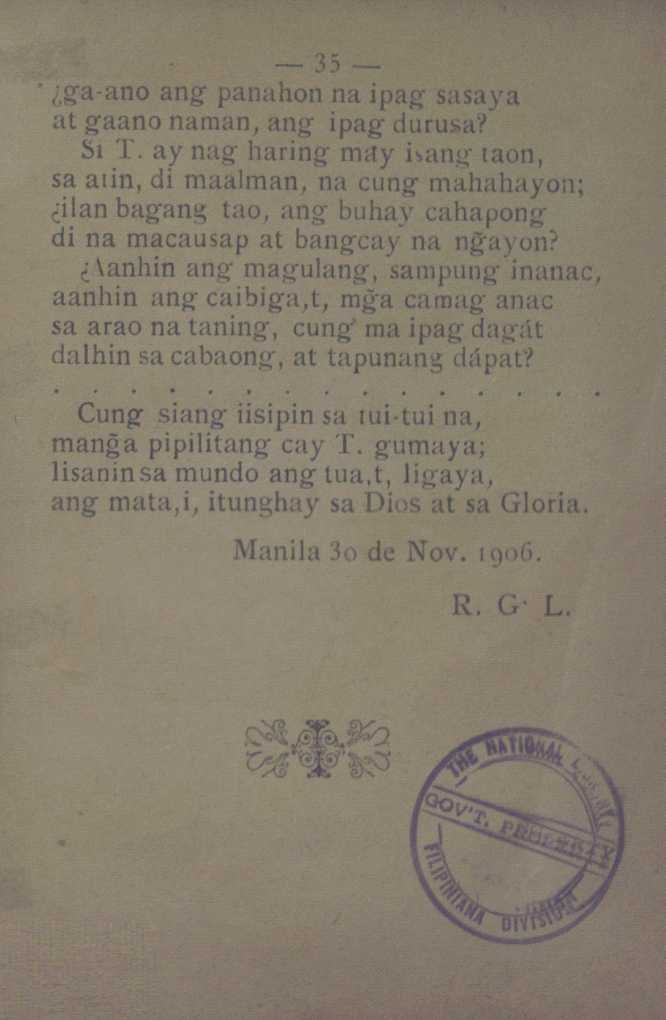 — 35 —
¿ga-ano ang panahon na ipag sasaya
at gaano naman, ang ipag durusa?
Si T. ay nag haring may isang taon,
sa atin, di maalman, na cung mahahayon;
¿ilan bagang tao, ang buhay cahapong
di na macausap at bangcay na ng̃ayon?
¿Aanhin ang magulang, sampung inanac,
aanhin ang caibiga,t, mg̃a camag anac
sa arao na taning, cung ma ipag dagát
dalhin sa cabaong, at tapunang dápat?
. . . . . . . . . . . . . . .
Cung siang iisipin sa tui-tui na,
mang̃a pipilitang cay T. gumaya;
lisanin sa mundo ang tua,t, ligaya,
ang mata,i, itunghay sa Dios at sa Gloria.
Manila 30 de Nov. 1906.
R. G. L.
THE NATIONAL
GOV'T. PROPERTY
FILIPINIANA DIVISION